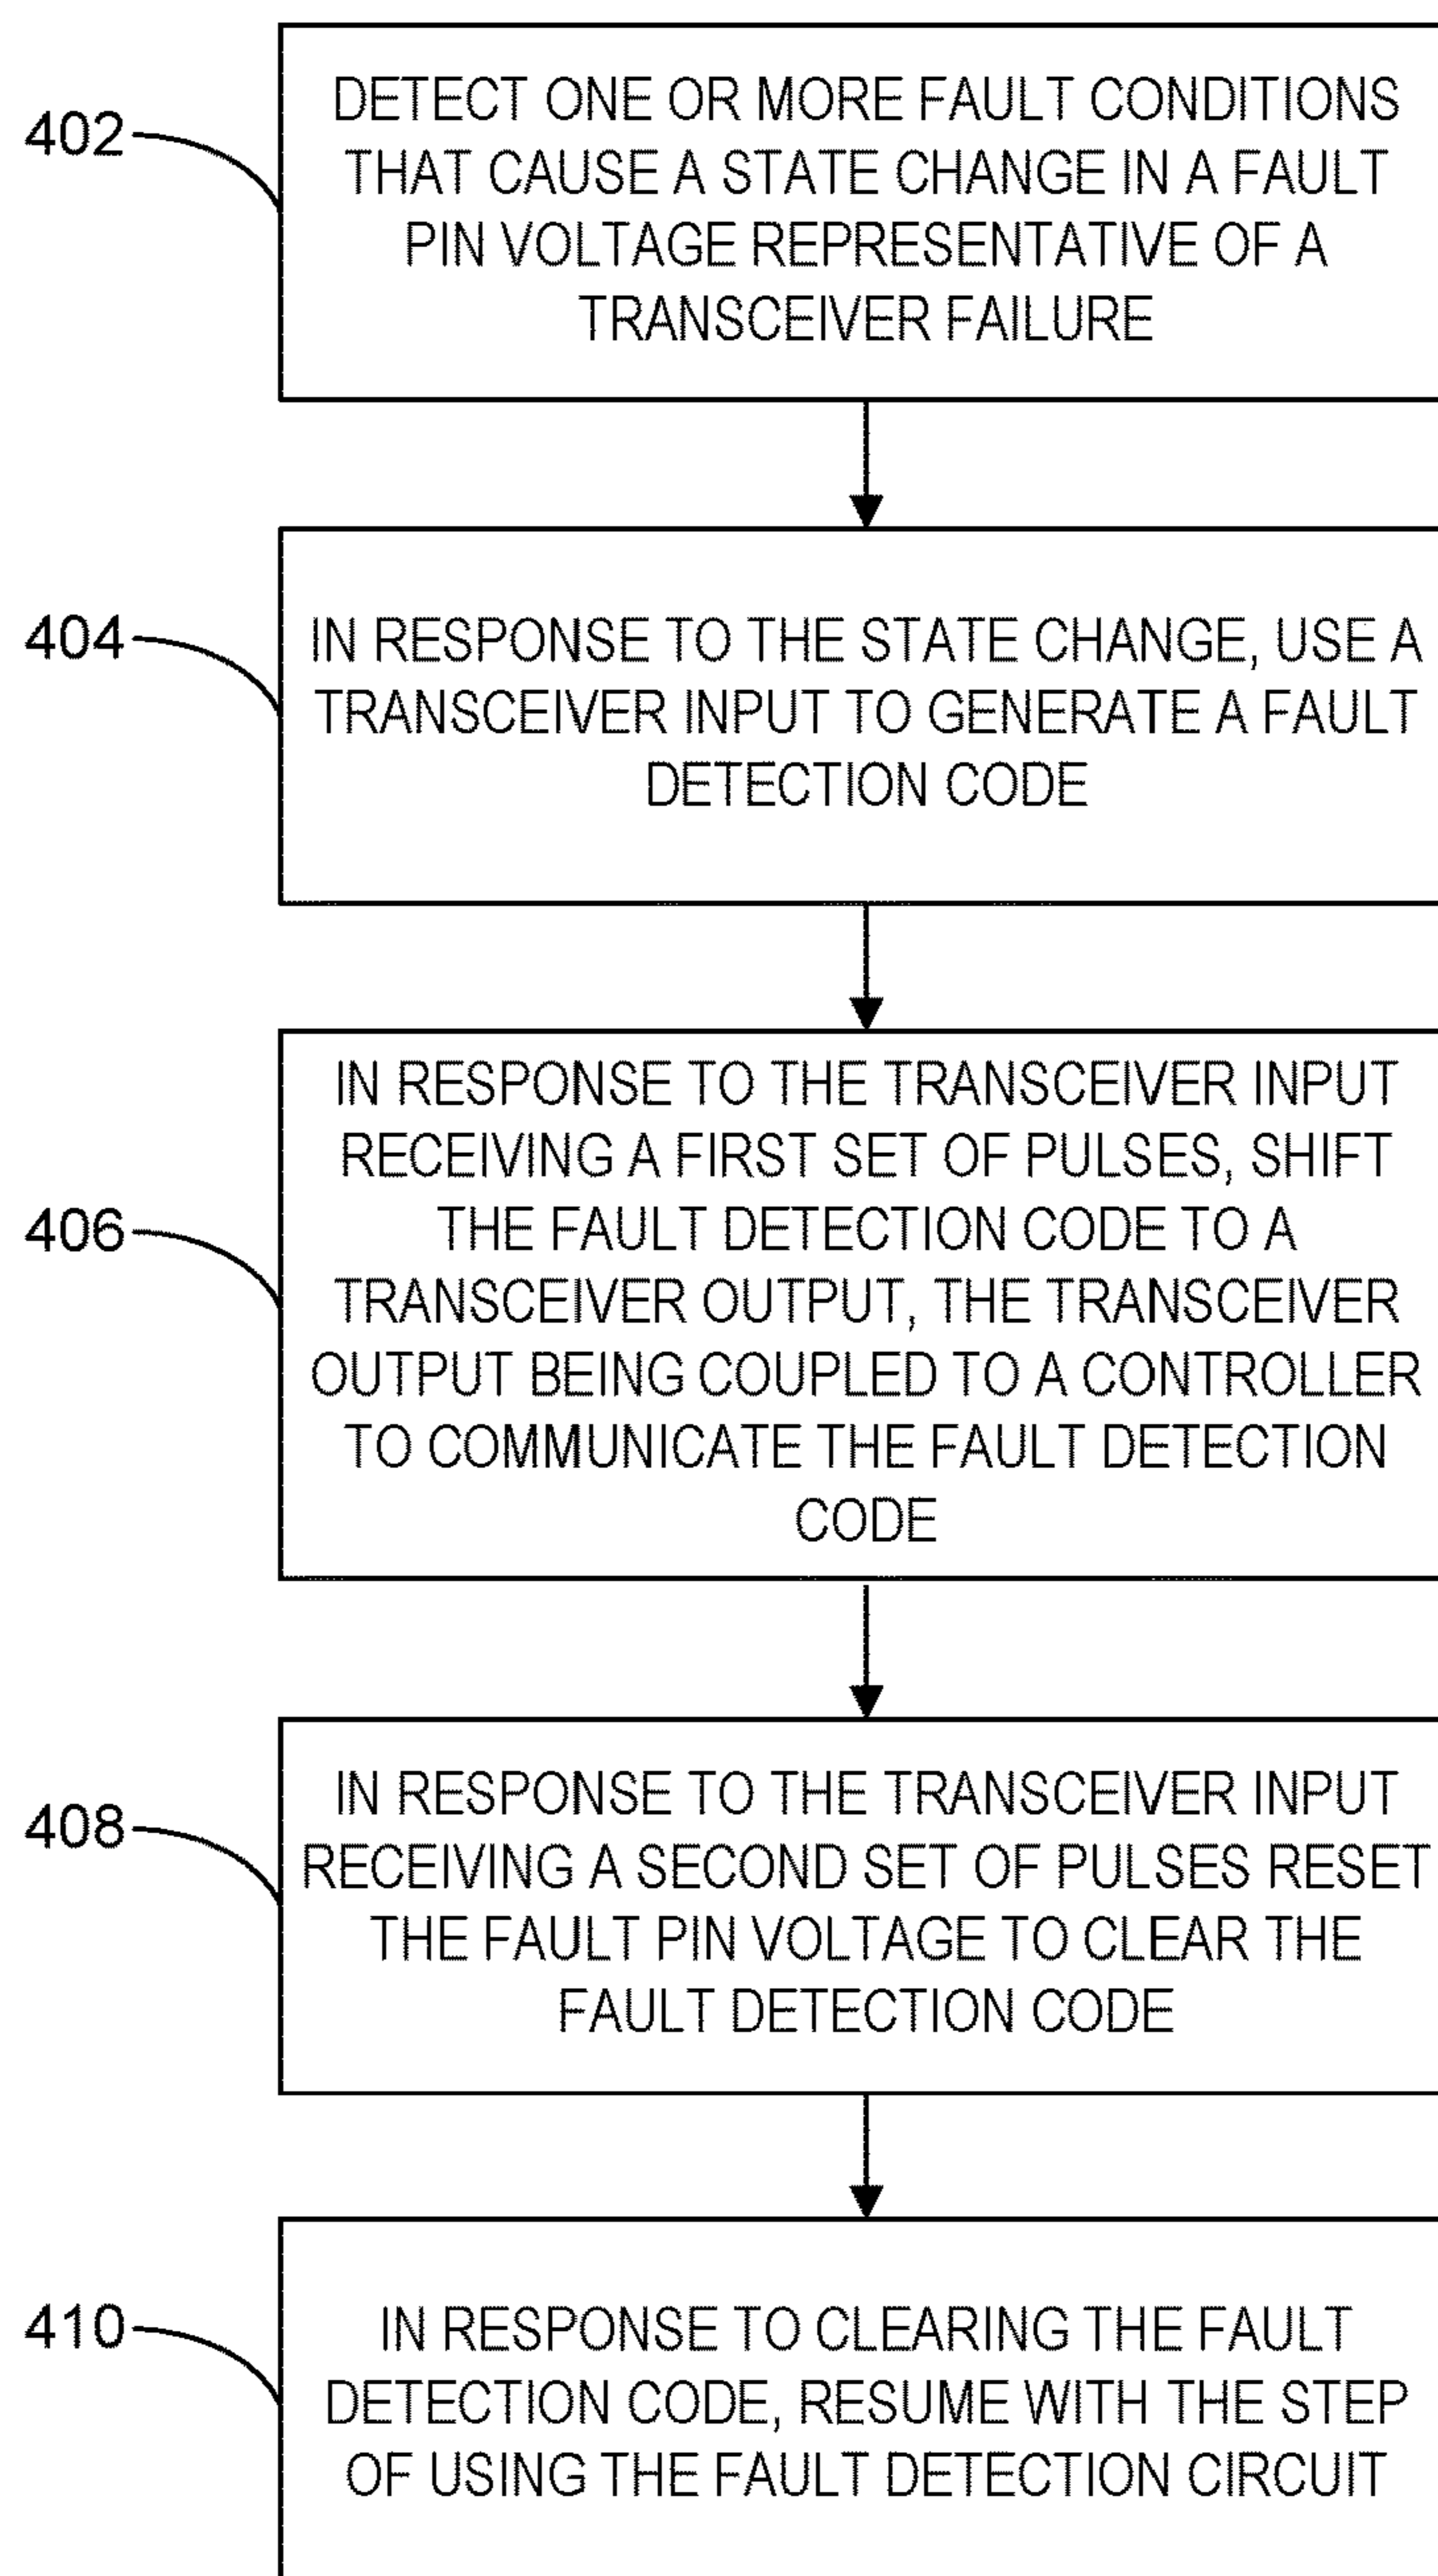 402
DETECT ONE OR MORE FAULT CONDITIONS
THAT CAUSE A STATE CHANGE IN A FAULT
PIN VOLTAGE REPRESENTATIVE OF A
TRANSCEIVER FAILURE
404
IN RESPONSE TO THE STATE CHANGE, USE A
TRANSCEIVER INPUT TO GENERATE A FAULT
DETECTION CODE
406
IN RESPONSE TO THE TRANSCEIVER INPUT
RECEIVING A FIRST SET OF PULSES, SHIFT
THE FAULT DETECTION CODE TO A
TRANSCEIVER OUTPUT, THE TRANSCEIVER
OUTPUT BEING COUPLED TO A CONTROLLER
TO COMMUNICATE THE FAULT DETECTION
CODE
408
IN RESPONSE TO THE TRANSCEIVER INPUT
RECEIVING A SECOND SET OF PULSES RESET
THE FAULT PIN VOLTAGE TO CLEAR THE
FAULT DETECTION CODE
410
IN RESPONSE TO CLEARING THE FAULT
DETECTION CODE, RESUME WITH THE STEP
OF USING THE FAULT DETECTION CIRCUIT